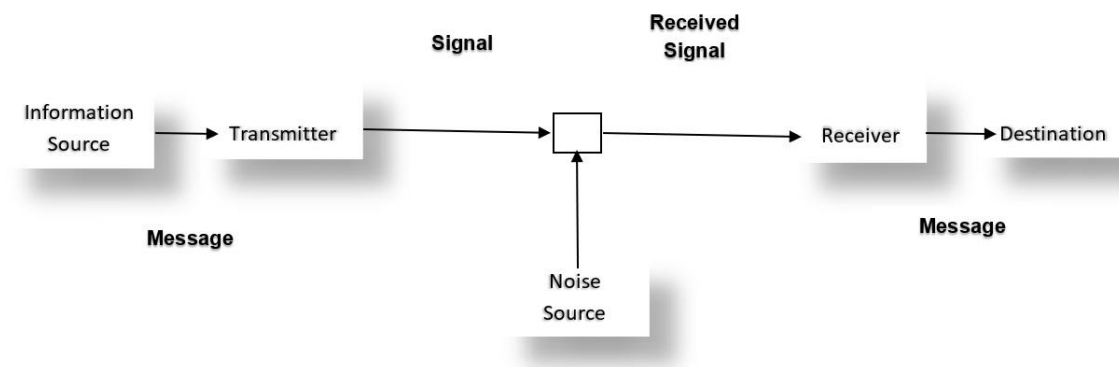 Signal
Received
Signal
Information
Source
Transmitter
Receiver
Destination
Message
Message
Noise
Source